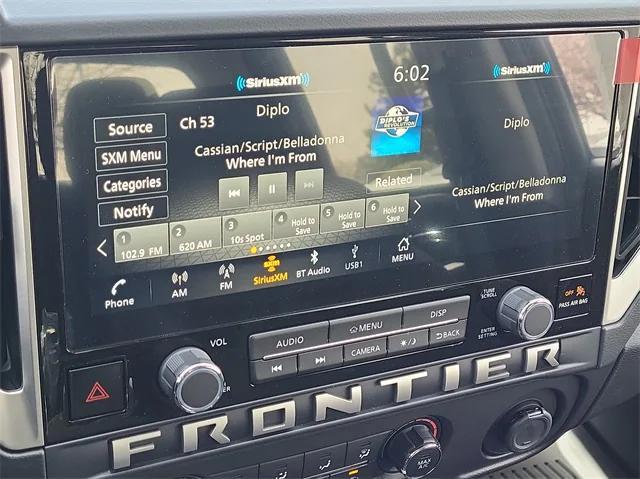 SiriusXM
6:02
SiriusXM
Source
Ch 53
Diplo
DIPLO'S REVOLUTION
Diplo
SXM Menu
Cassian/Script/Belladonna
Where I'm From
Categories
Related
Cassian/Script/Belladonna
Where I'm From
Notify
1 102.9 FM
2 620 AM
3 10s Spot
4 Hold to Save
5 Hold to Save
6 Hold to Save
Phone
AM
FM
sxm
SiriusXM
BT Audio
USB1
MENU
VOL
AUDIO
MENU
DISP
CAMERA
BACK
TUNE
SCROLL
ENTER
SETTING
OFF
PASS AIR BAG
FRONTIER
MAX
A/C